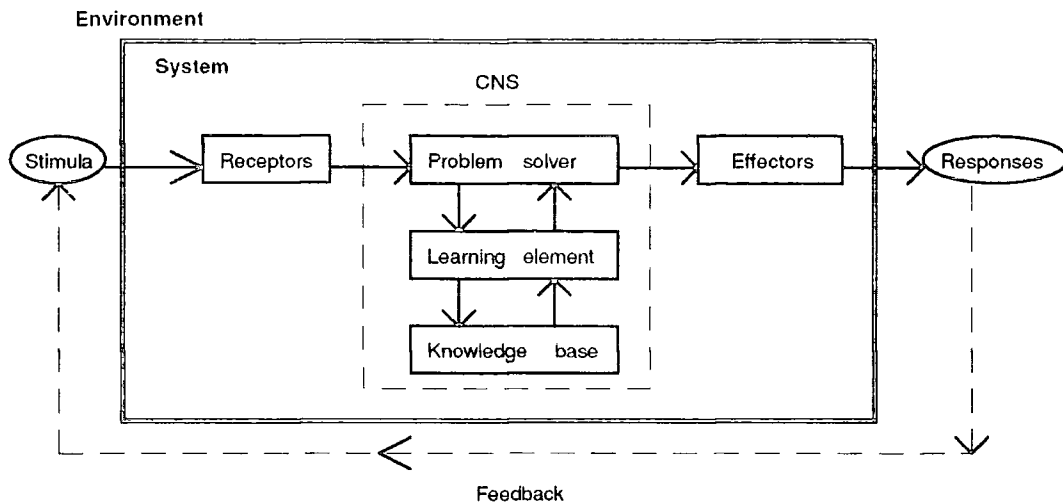 Environment
System
CNS
Stimula
Receptors
Problem solver
Effectors
Responses
Learning element
Knowledge base
Feedback